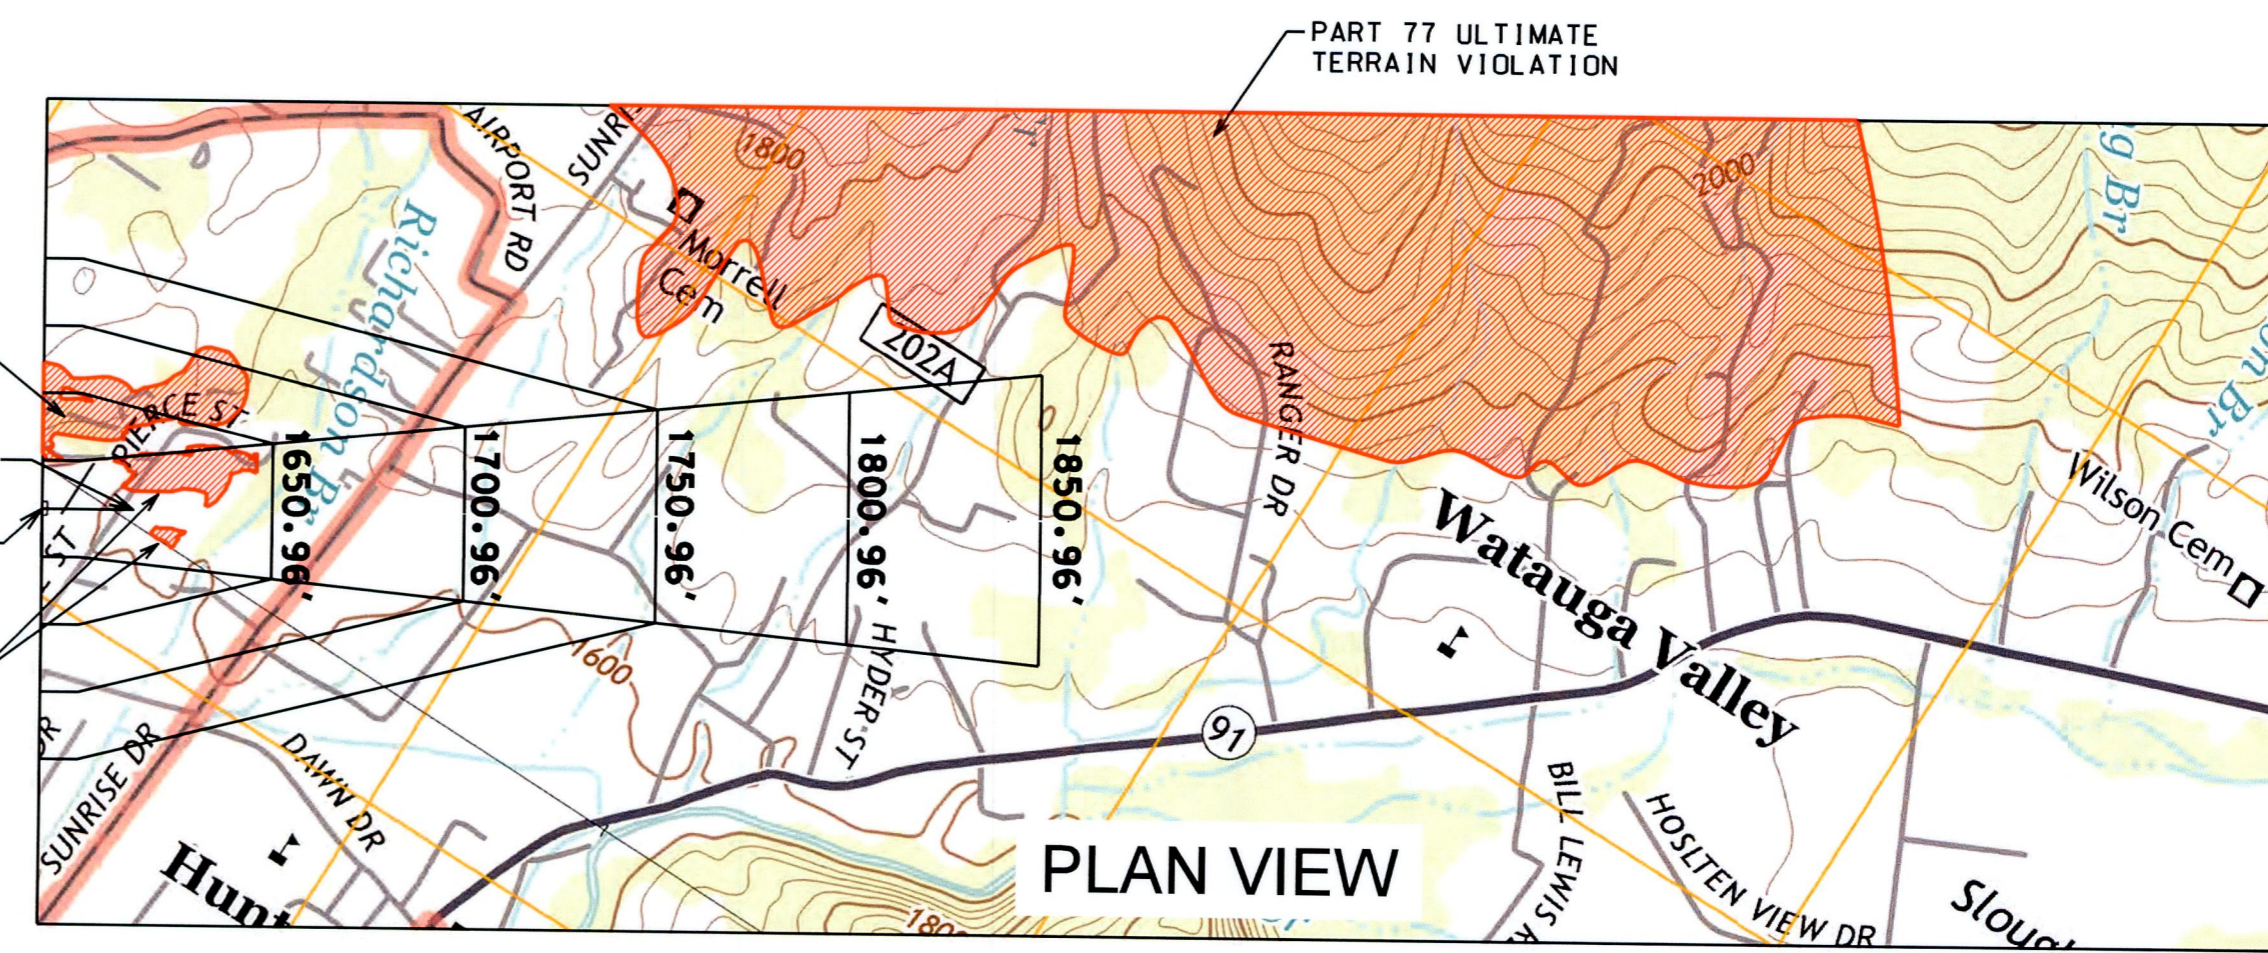 PART 77 ULTIMATE
TERRAIN VIOLATION
AIRPORT RD
1800
2000
Richardson Br
Morrell
Cem
202A
PIERCE ST
RANGER DR
1650.96'
1700.96'
1750.96'
1800.96'
1850.96'
ST
Wilson Cem
Watauga Valley
1600
HYDER ST
91
SUNRISE DR
DAWN DR
DR
BILL LEWIS
HOSLTEN VIEW DR
PLAN VIEW